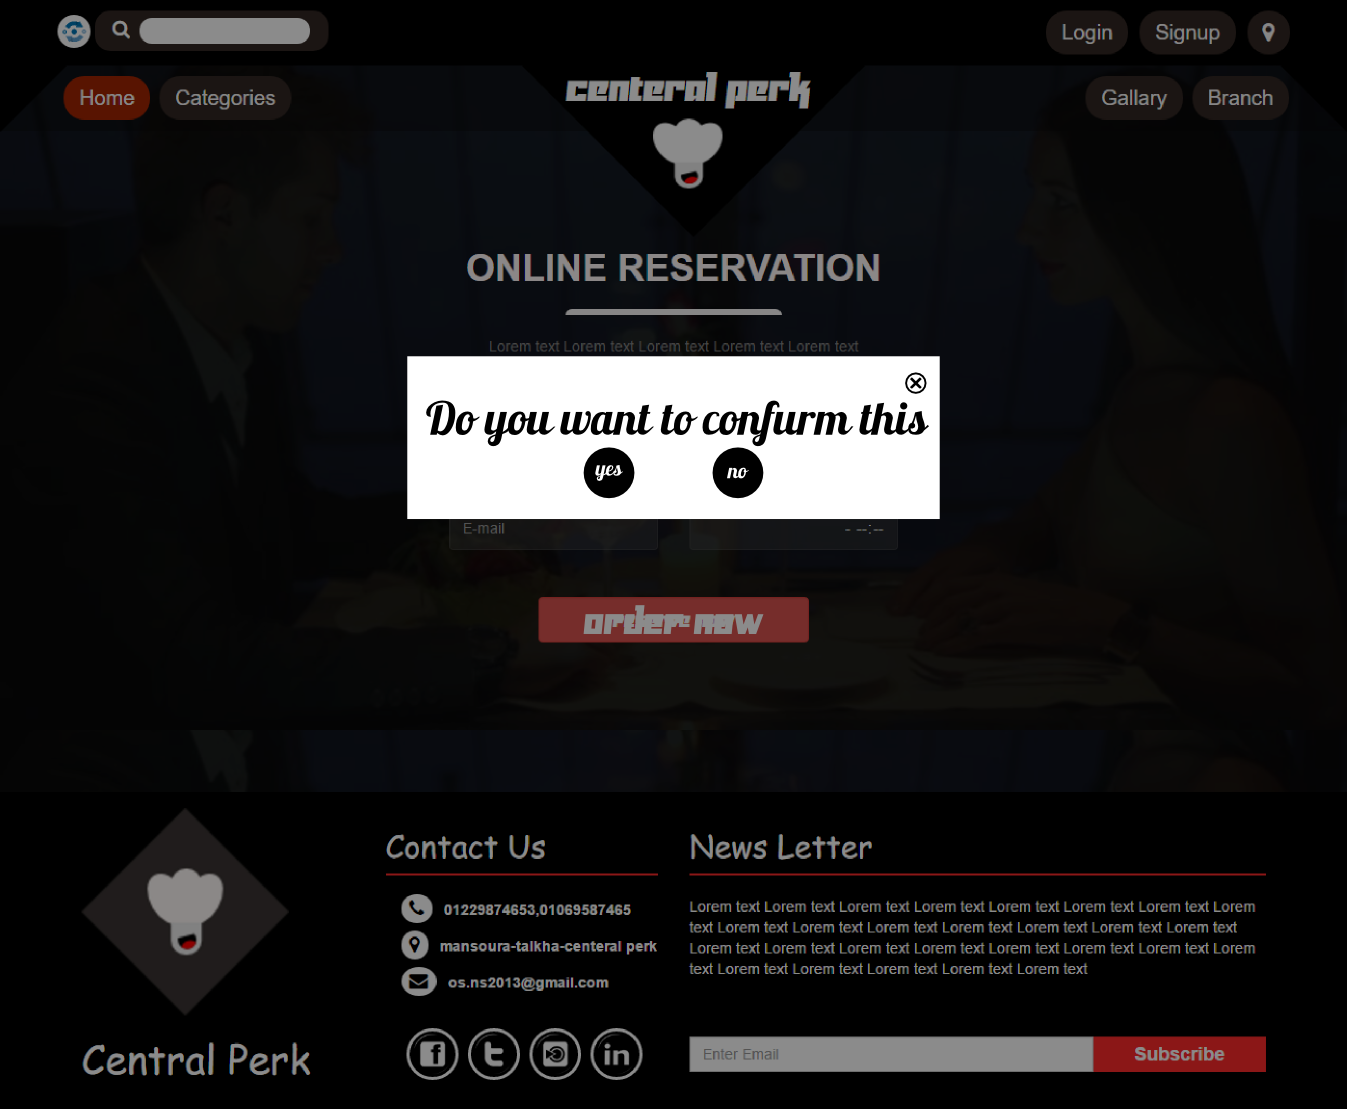 Login
Signup
Home
Categories
centeral perk
Gallary
Branch
ONLINE RESERVATION
Lorem text Lorem text Lorem text Lorem text Lorem text
Do you want to confurm this
yes
no
E-mail
- --:--
order now
Contact Us
01229874653,01069587465
mansoura-talkha-centeral perk
os.ns2013@gmail.com
News Letter
Lorem text Lorem text Lorem text Lorem text Lorem text Lorem text Lorem text Lorem
text Lorem text Lorem text Lorem text Lorem text Lorem text Lorem text Lorem text
Lorem text Lorem text Lorem text Lorem text Lorem text Lorem text Lorem text Lorem
text Lorem text Lorem text Lorem text Lorem text Lorem text
Central Perk
Enter Email
Subscribe